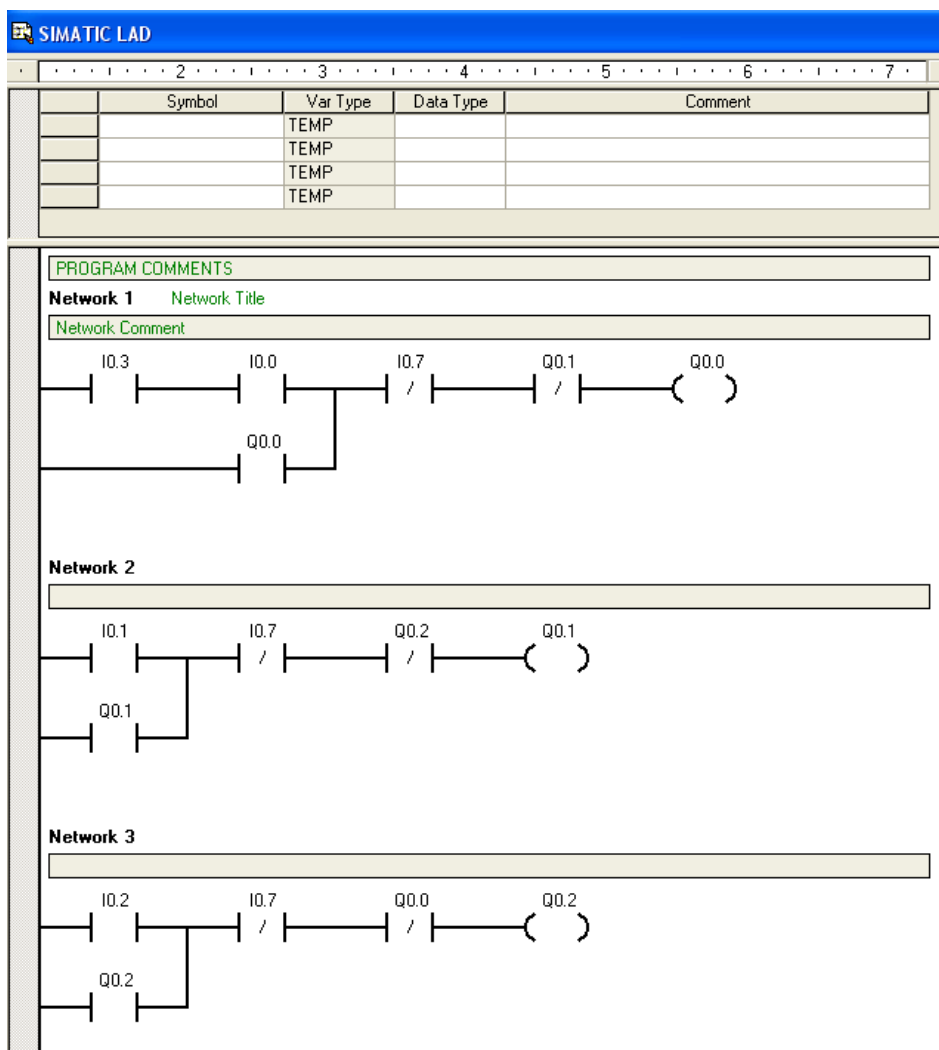 SIMATIC LAD
2 3 4 5 6 7
Symbol Var Type Data Type Comment
TEMP
TEMP
TEMP
TEMP
PROGRAM COMMENTS
Network 1 Network Title
Network Comment
I0.3 I0.0 I0.7 Q0.1 Q0.0
/ /
Q0.0
Network 2
I0.1 I0.7 Q0.2 Q0.1
/ /
Q0.1
Network 3
I0.2 I0.7 Q0.0 Q0.2
/ /
Q0.2